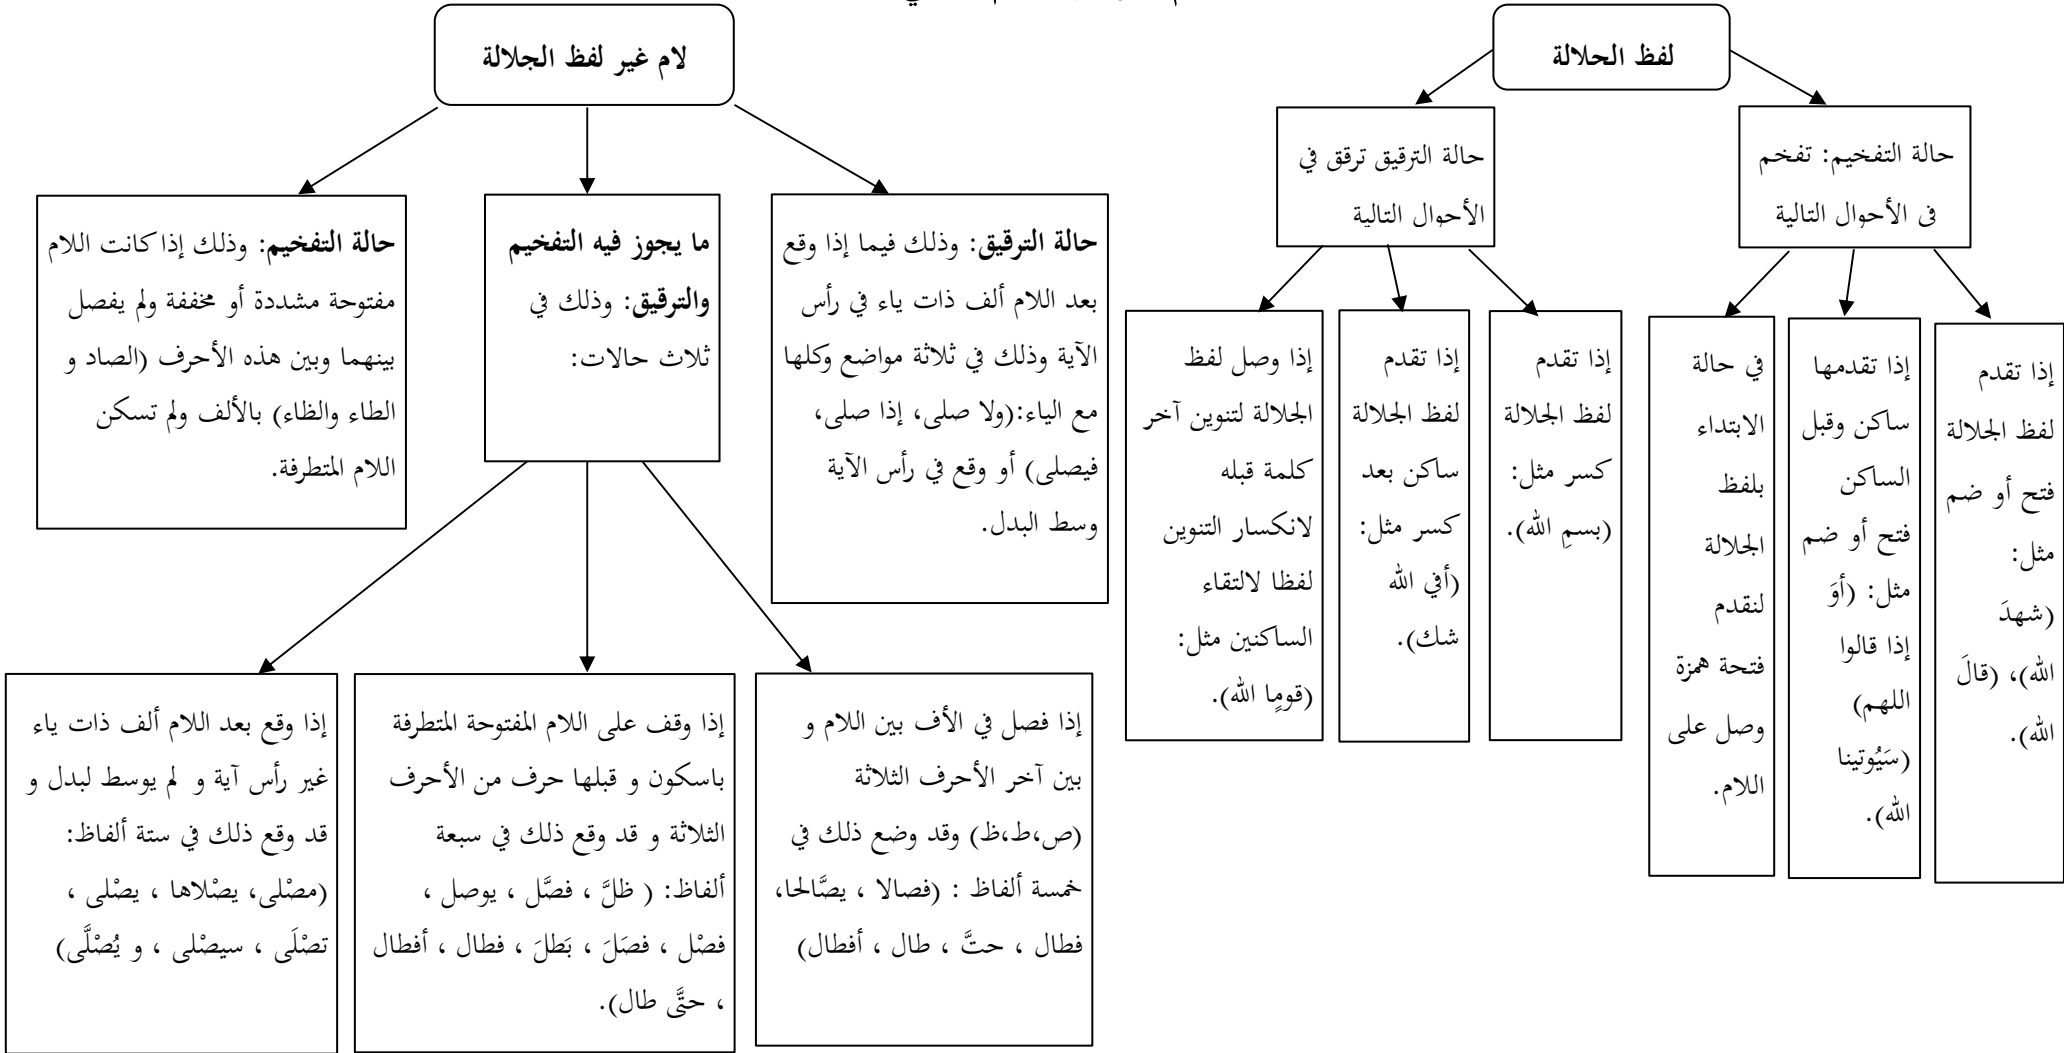 لفظ الحلالة
حالة التفخيم: تفخم
فى الأحوال التالية
إذا تقدم
لفظ الجلالة
فتح أو ضم
مثل:
(شهدَ
الله)، (قالَ
الله).
إذا تقدمها
ساكن وقبل
الساكن
فتح أو ضم
مثل: (أوَ
إذا قالوا
اللهم)
(سَيُوتينا
الله).
في حالة
الابتداء
بلفظ
الجلالة
لنقدم
فتحة همزة
وصل على
اللام.
حالة الترقيق ترقق في
الأحوال التالية
إذا تقدم
لفظ الجلالة
كسر مثل:
(بسمِ الله).
إذا تقدم
لفظ الجلالة
ساكن بعد
كسر مثل:
(أفي الله
شك).
إذا وصل لفظ
الجلالة لتنوين آخر
كلمة قبله
لانكسار التنوين
لفظا لالتقاء
الساكنين مثل:
(قومٍا الله).
لام غير لفظ الجلالة
حالة الترقيق: وذلك فيما إذا وقع
بعد اللام ألف ذات ياء في رأس
الآية وذلك في ثلاثة مواضع وكلها
مع الياء:(ولا صلى، إذا صلى،
فيصلى) أو وقع في رأس الآية
وسط البدل.
ما يجوز فيه التفخيم
والترقيق: وذلك في
ثلاث حالات:
حالة التفخيم: وذلك إذا كانت اللام
مفتوحة مشددة أو مخففة ولم يفصل
بينهما وبين هذه الأحرف (الصاد و
الطاء والظاء) بالألف ولم تسكن
اللام المتطرفة.
إذا فصل في الأف بين اللام و
بين آخر الأحرف الثلاثة
(ص،ط،ظ) وقد وضع ذلك في
خمسة ألفاظ : (فصالا ، يصَّالحا،
فطال ، حتَّ ، طال ، أفطال)
إذا وقف على اللام المفتوحة المتطرفة
باسكون و قبلها حرف من الأحرف
الثلاثة و قد وقع ذلك في سبعة
ألفاظ: ( ظلَّ ، فصَّل ، يوصل ،
فصْل ، فصَلَ ، بَطلَ ، فطال ، أفطال
، حتَّى طال).
إذا وقع بعد اللام ألف ذات ياء
غير رأس آية و لم يوسط لبدل و
قد وقع ذلك في ستة ألفاظ:
(مصْلى، يصْلاها ، يصْلى ،
تصْلَى ، سيصْلى ، و يُصْلَّى)